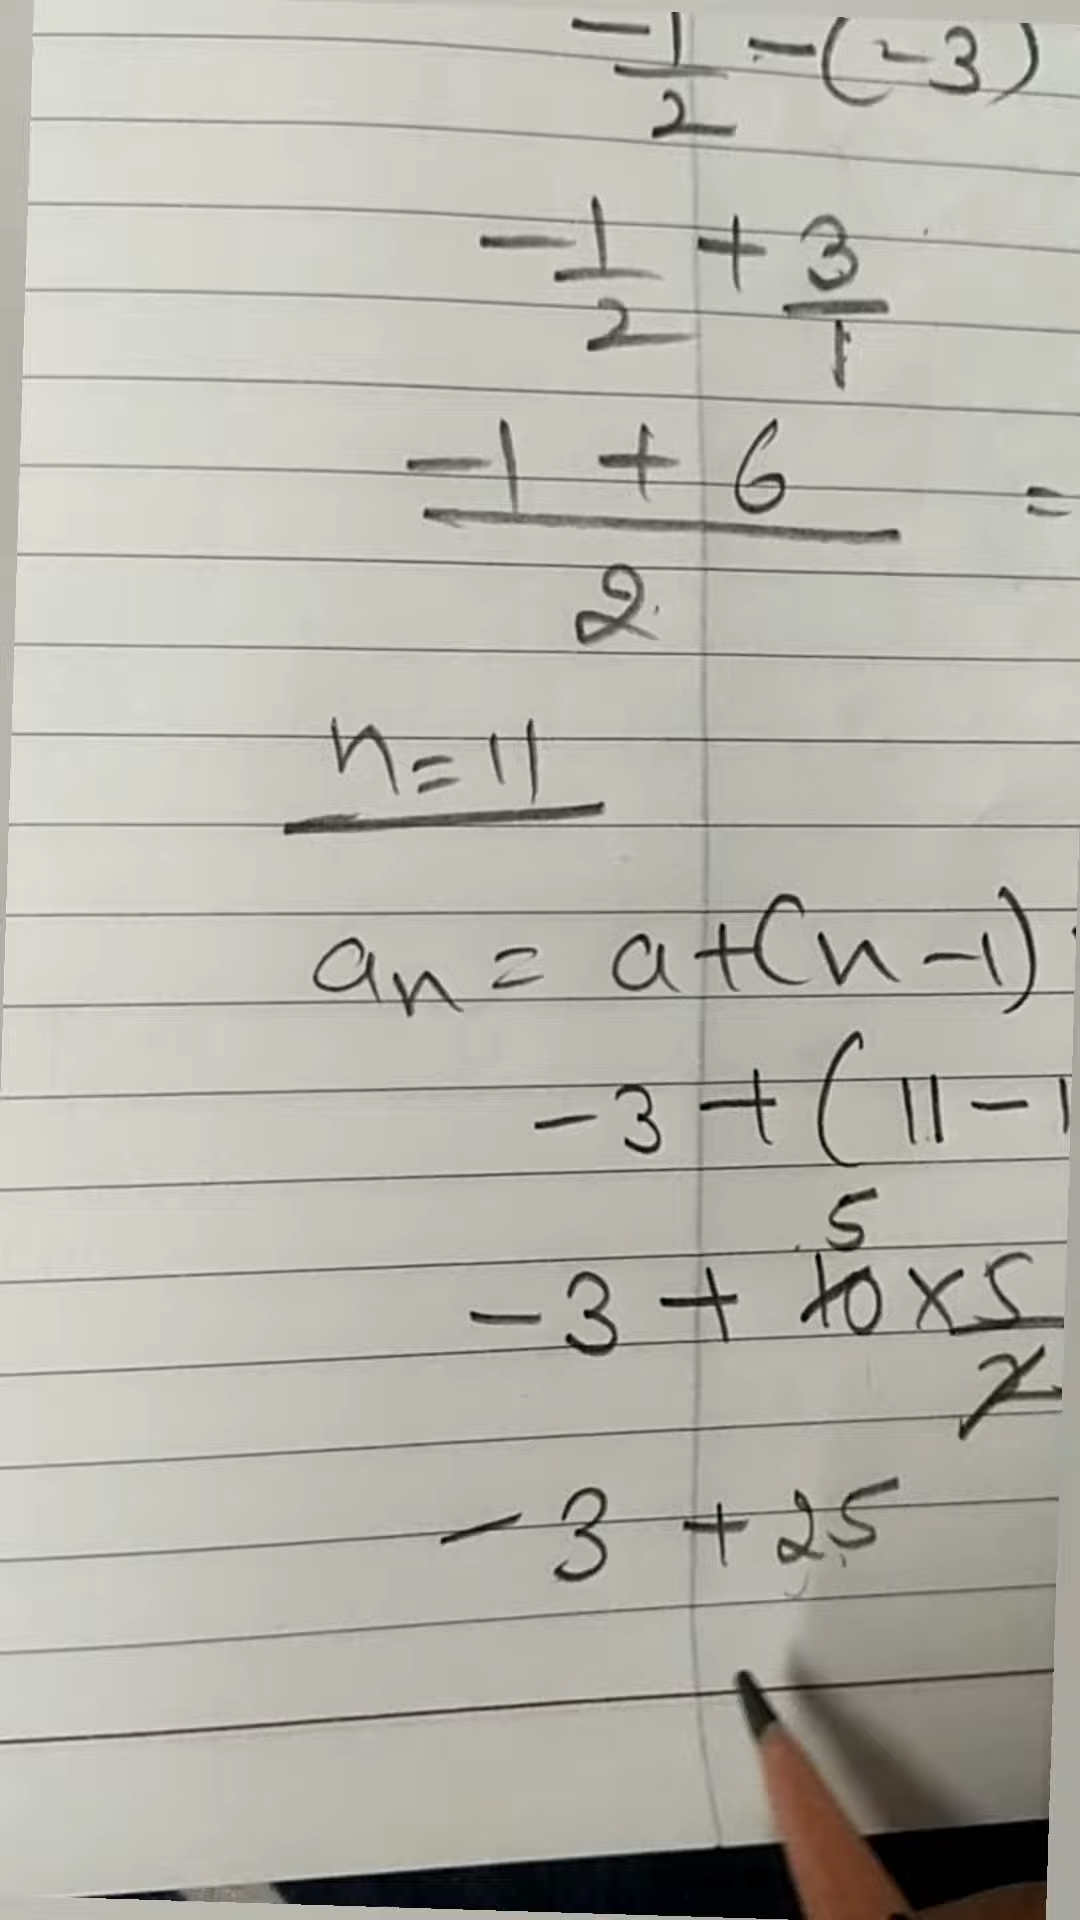 -1/2 - (-3)
-1/2 + 3/1
-1 + 6 / 2 =
n = 11
an = a + (n - 1)
-3 + (11 - 1
5
-3 + 10 × 5/2
-3 + 25